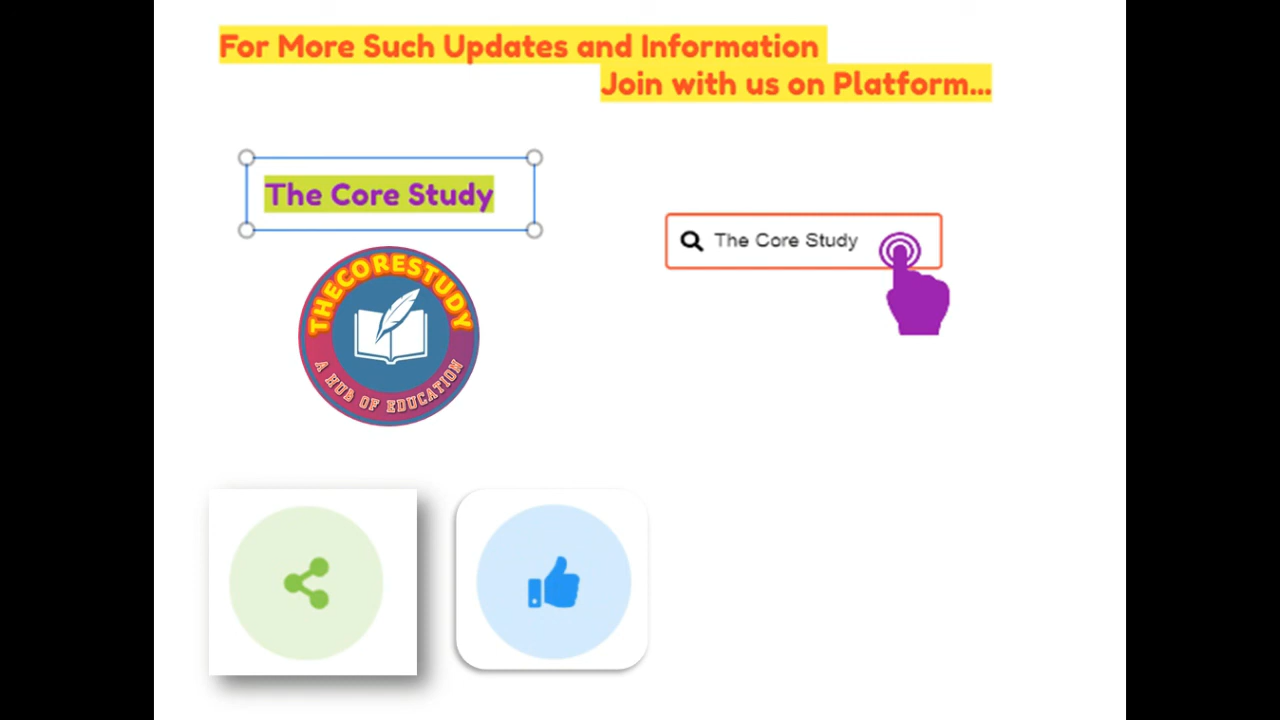 For More Such Updates and Information
Join with us on Platform...
The Core Study
The Core Study
THECORESTUDY
A HUB OF EDUCATION